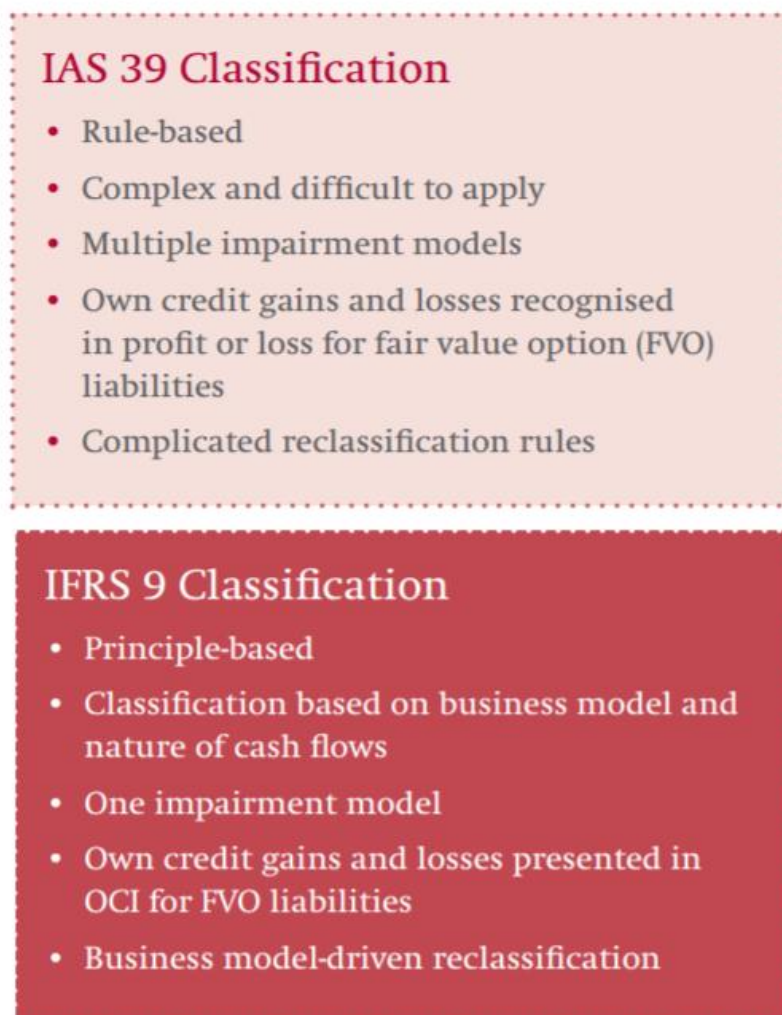 IAS 39 Classification
• Rule-based
• Complex and difficult to apply
• Multiple impairment models
• Own credit gains and losses recognised
in profit or loss for fair value option (FVO)
liabilities
• Complicated reclassification rules
IFRS 9 Classification
• Principle-based
• Classification based on business model and
nature of cash flows
• One impairment model
• Own credit gains and losses presented in
OCI for FVO liabilities
• Business model-driven reclassification